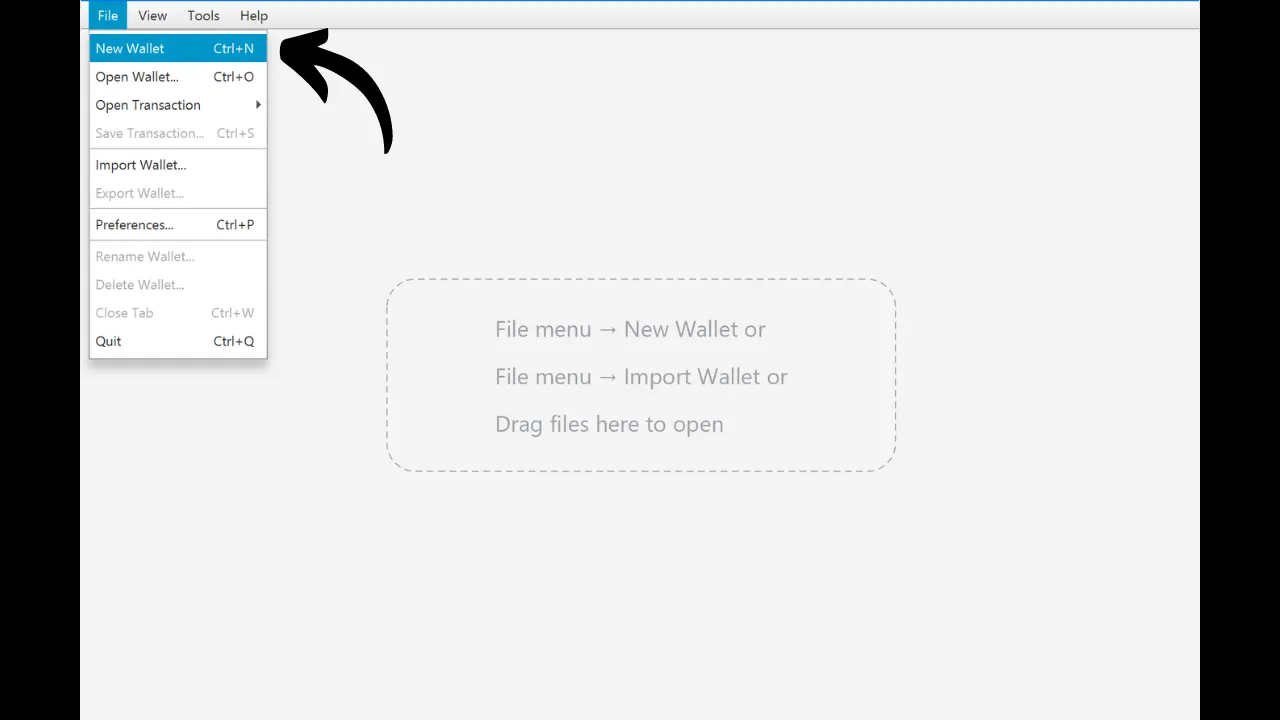 File View Tools Help
New Wallet Ctrl+N
Open Wallet... Ctrl+O
Open Transaction
Save Transaction... Ctrl+S
Import Wallet...
Export Wallet...
Preferences... Ctrl+P
Rename Wallet...
Delete Wallet...
Close Tab Ctrl+W
Quit Ctrl+Q
File menu → New Wallet or
File menu → Import Wallet or
Drag files here to open